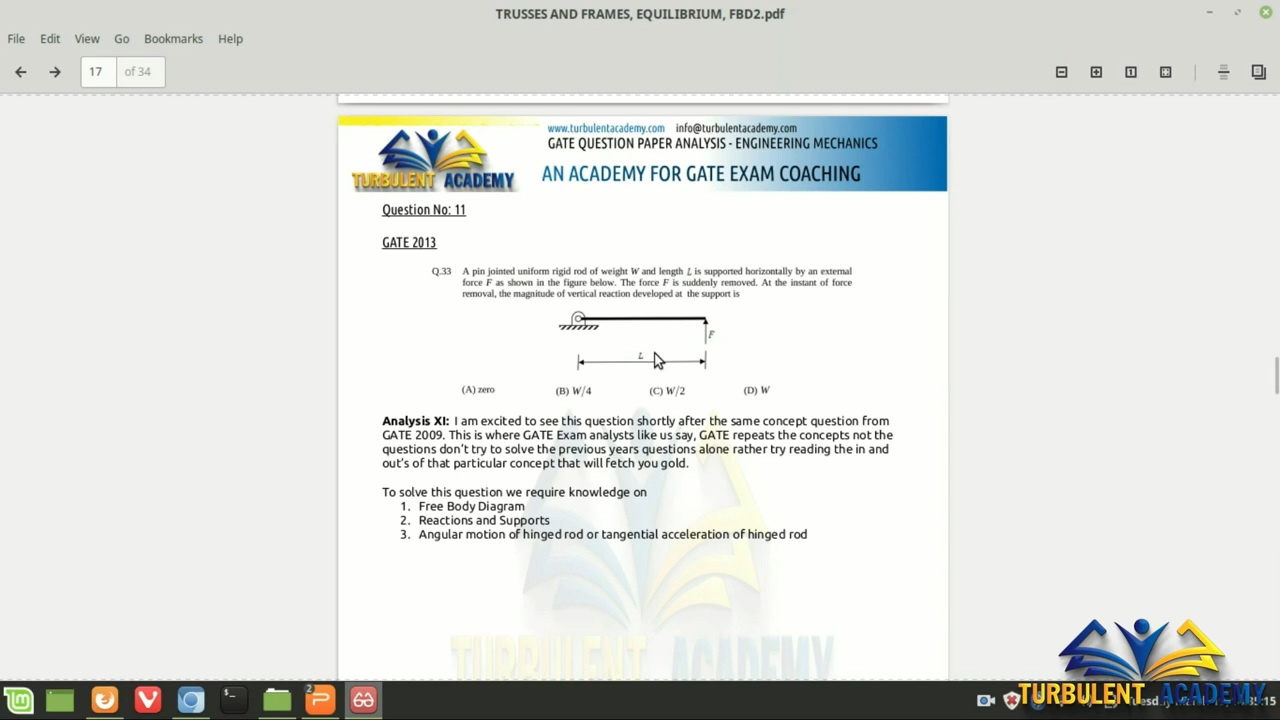 TRUSSES AND FRAMES, EQUILIBRIUM, FBD2.pdf
File Edit View Go Bookmarks Help
17 of 34
www.turbulentacademy.com info@turbulentacademy.com
GATE QUESTION PAPER ANALYSIS - ENGINEERING MECHANICS
TURBULENT ACADEMY
AN ACADEMY FOR GATE EXAM COACHING
Question No: 11
GATE 2013
Q.33 A pin jointed uniform rigid rod of weight W and length L is supported horizontally by an external
force F as shown in the figure below. The force F is suddenly removed. At the instant of force
removal, the magnitude of vertical reaction developed at the support is
F
L
(A) zero (B) W/4 (C) W/2 (D) W
Analysis XI: I am excited to see this question shortly after the same concept question from
GATE 2009. This is where GATE Exam analysts like us say, GATE repeats the concepts not the
questions don't try to solve the previous years questions alone rather try reading the in and
out's of that particular concept that will fetch you gold.
To solve this question we require knowledge on
1. Free Body Diagram
2. Reactions and Supports
3. Angular motion of hinged rod or tangential acceleration of hinged rod
TURBULENT ACADEMY
2
TURBULENT ACADEMY